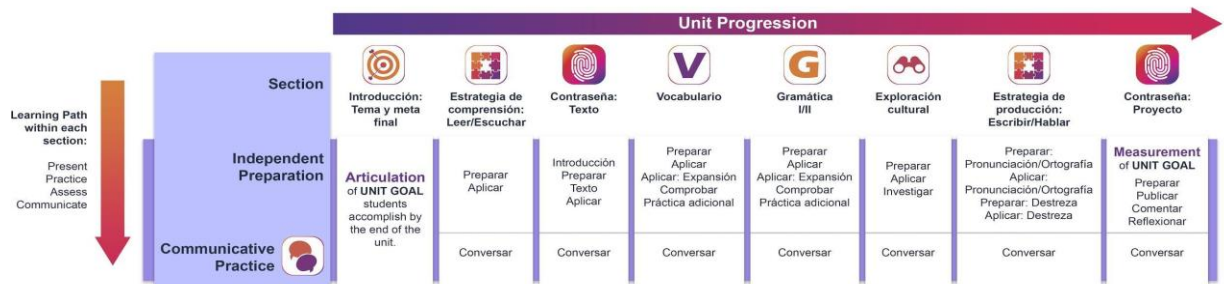 Unit Progression
Section
Introducción:
Tema y meta
final
Estrategia de
comprensión:
Leer/Escuchar
Contraseña:
Texto
V
Vocabulario
G
Gramática
I/II
Exploración
cultural
Estrategia de
producción:
Escribir/Hablar
Contraseña:
Proyecto
Learning Path
within each
section:
Present
Practice
Assess
Communicate
Independent
Preparation
Articulation
of UNIT GOAL
students
accomplish by
the end of the
unit.
Preparar
Aplicar
Introducción
Preparar
Texto
Aplicar
Preparar
Aplicar
Aplicar: Expansión
Comprobar
Práctica adicional
Preparar
Aplicar
Aplicar: Expansión
Comprobar
Práctica adicional
Preparar
Aplicar
Investigar
Preparar:
Pronunciación/Ortografía
Aplicar:
Pronunciación/Ortografía
Preparar: Destreza
Aplicar: Destreza
Measurement
of UNIT GOAL
Preparar
Publicar
Comentar
Reflexionar
Communicative
Practice
Conversar
Conversar
Conversar
Conversar
Conversar
Conversar
Conversar